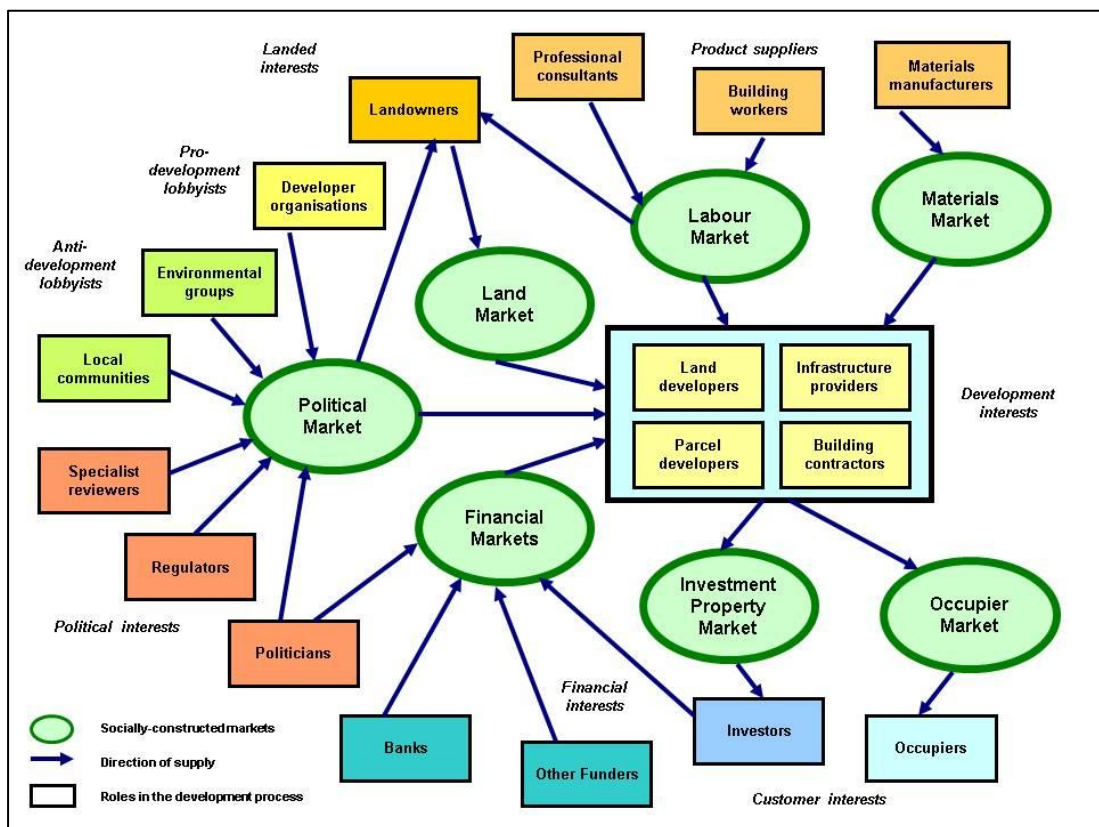 Landed
interests
Professional
consultants
Product suppliers
Materials
manufacturers
Landowners
Building
workers
Pro-
development
lobbyists
Developer
organisations
Labour
Market
Materials
Market
Anti-
development
lobbyists
Environmental
groups
Land
Market
Local
communities
Land
developers
Infrastructure
providers
Development
interests
Political
Market
Parcel
developers
Building
contractors
Specialist
reviewers
Financial
Markets
Regulators
Investment
Property
Market
Occupier
Market
Political interests
Politicians
Financial
interests
Socially-constructed markets
Banks
Other Funders
Investors
Occupiers
Direction of supply
Roles in the development process
Customer interests